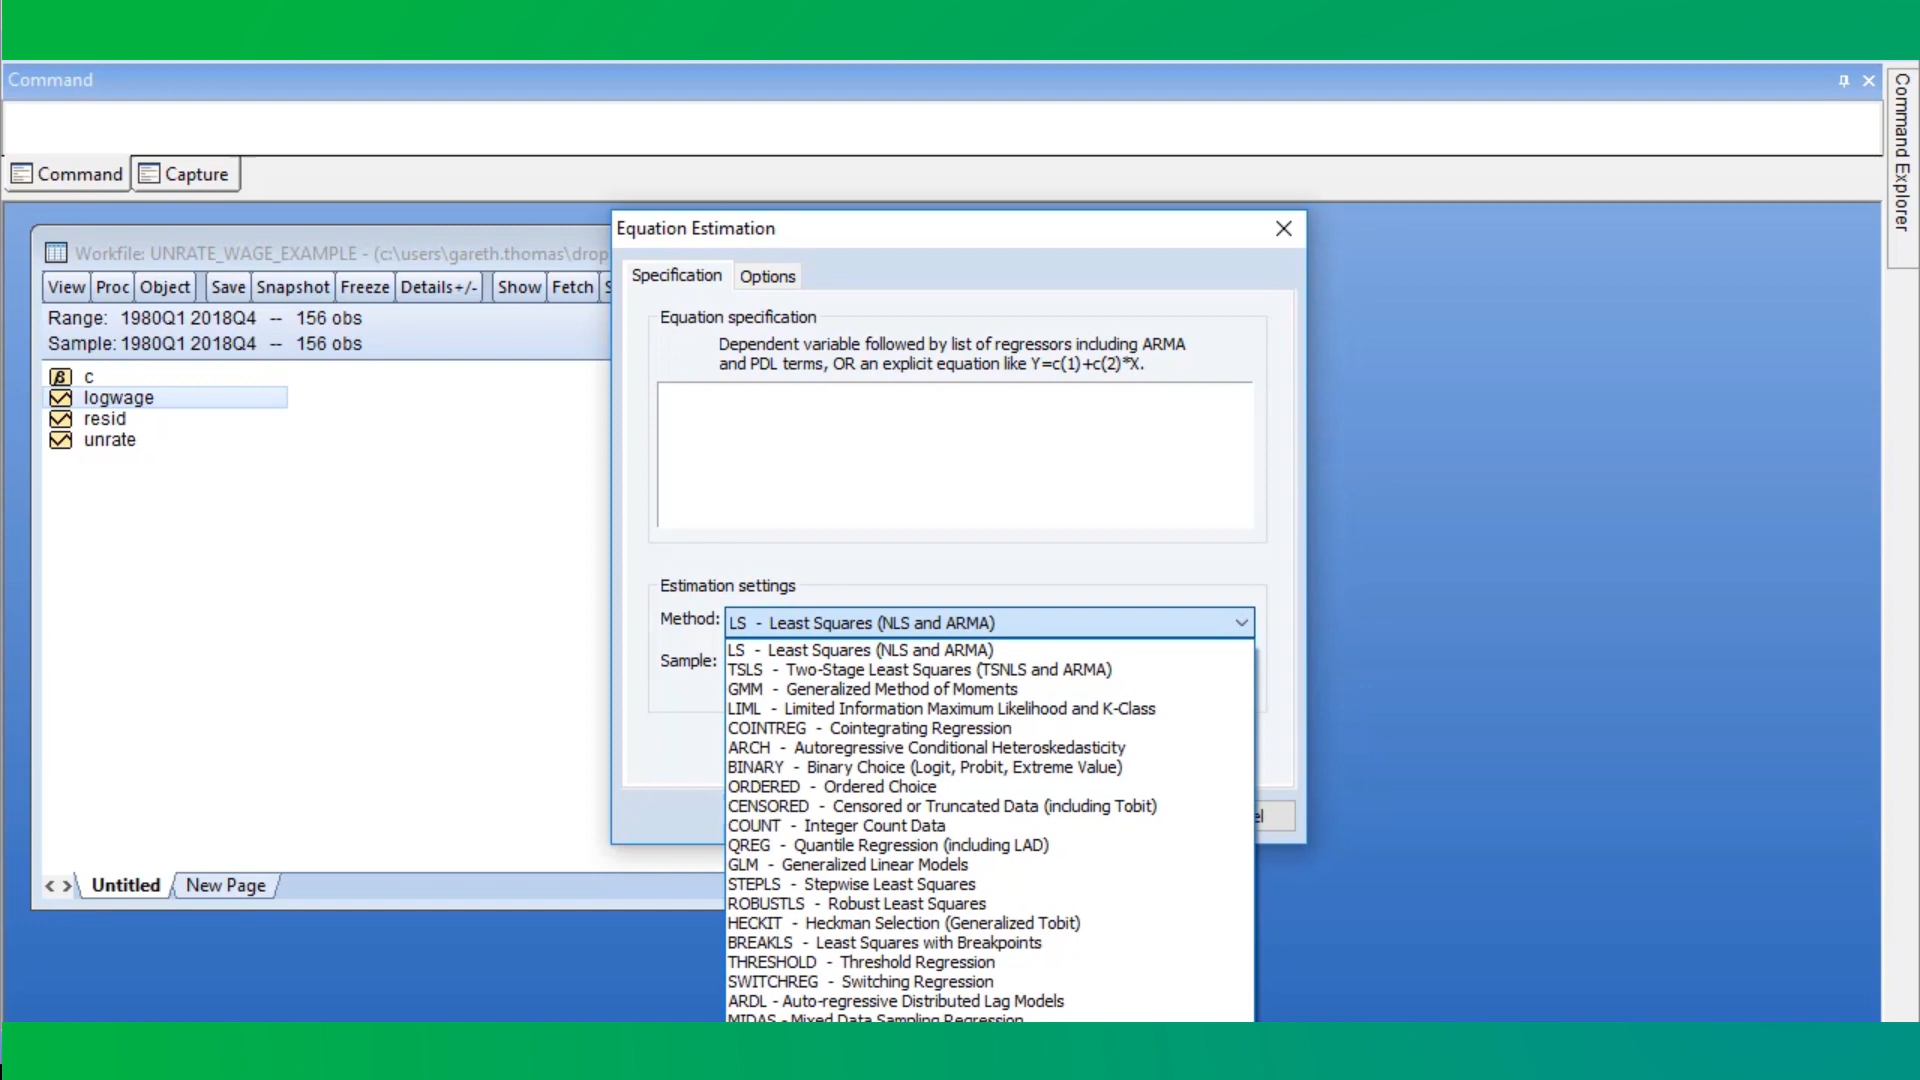 Command
Command Explorer
Command
Capture
Workfile: UNRATE_WAGE_EXAMPLE - (c:\users\gareth.thomas\drop
View Proc Object Save Snapshot Freeze Details+/- Show Fetch
Range: 1980Q1 2018Q4 -- 156 obs
Sample: 1980Q1 2018Q4 -- 156 obs
c
logwage
resid
unrate
Untitled
New Page
Equation Estimation
Specification
Options
Equation specification
Dependent variable followed by list of regressors including ARMA
and PDL terms, OR an explicit equation like Y=c(1)+c(2)*X.
Estimation settings
Method: LS - Least Squares (NLS and ARMA)
Sample:
LS - Least Squares (NLS and ARMA)
TSLS - Two-Stage Least Squares (TSNLS and ARMA)
GMM - Generalized Method of Moments
LIML - Limited Information Maximum Likelihood and K-Class
COINTREG - Cointegrating Regression
ARCH - Autoregressive Conditional Heteroskedasticity
BINARY - Binary Choice (Logit, Probit, Extreme Value)
ORDERED - Ordered Choice
CENSORED - Censored or Truncated Data (including Tobit)
COUNT - Integer Count Data
QREG - Quantile Regression (including LAD)
GLM - Generalized Linear Models
STEPLS - Stepwise Least Squares
ROBUSTLS - Robust Least Squares
HECKIT - Heckman Selection (Generalized Tobit)
BREAKLS - Least Squares with Breakpoints
THRESHOLD - Threshold Regression
SWITCHREG - Switching Regression
ARDL - Auto-regressive Distributed Lag Models
MIDAS - Mixed Data Sampling Regression